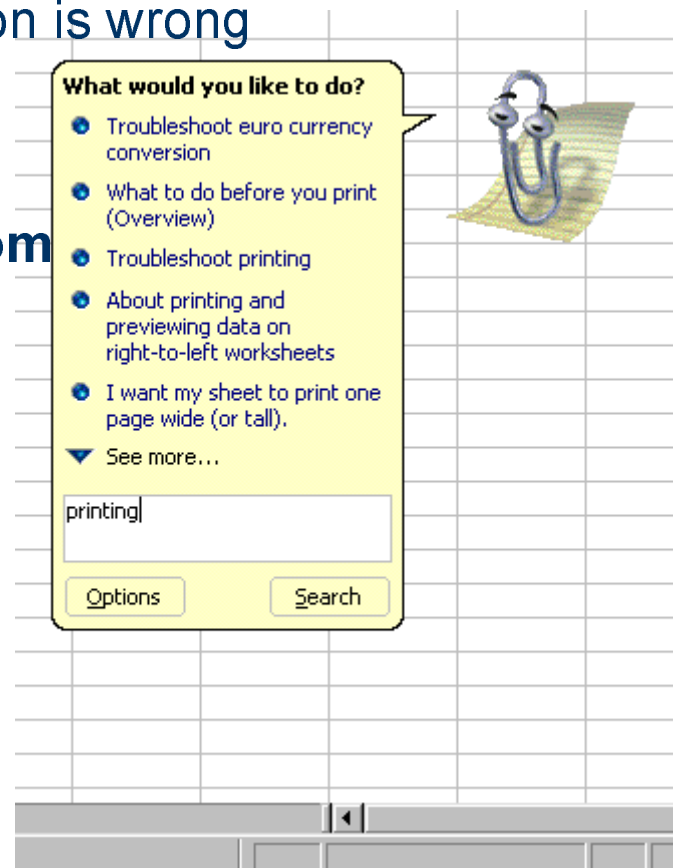 on is wrong
What would you like to do?
Troubleshoot euro currency
conversion
What to do before you print
(Overview)
om
Troubleshoot printing
About printing and
previewing data on
right-to-left worksheets
I want my sheet to print one
page wide (or tall).
See more...
printing
Options
Search